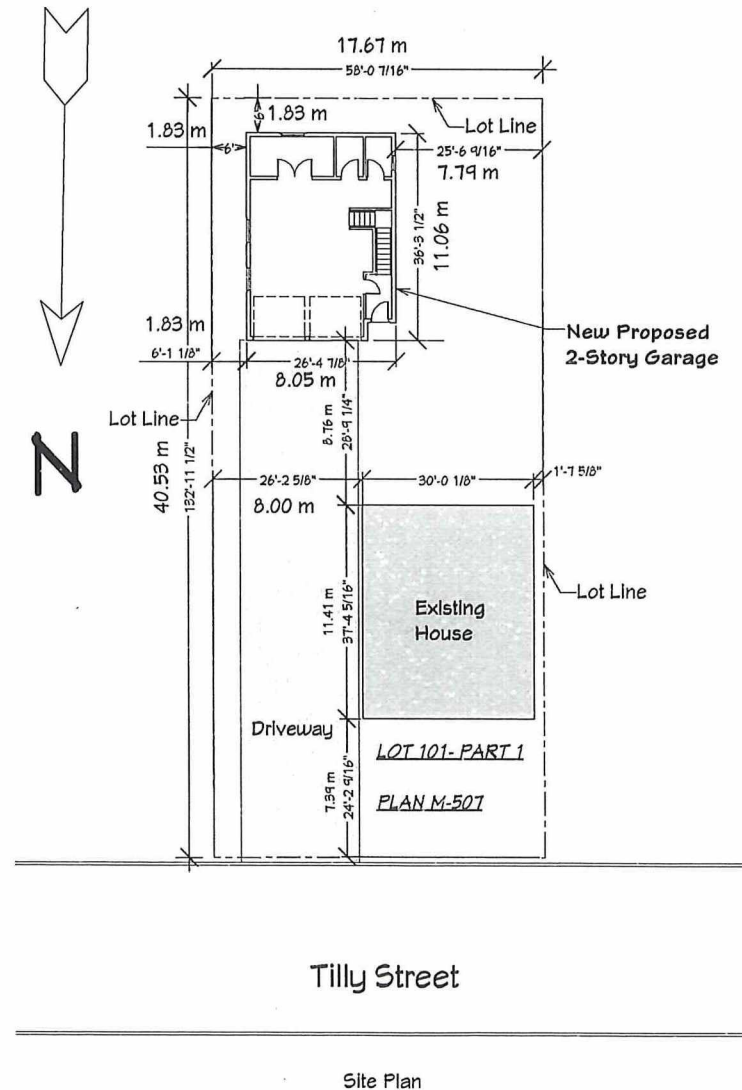 17.67 m
58'-0 7/16"
6'
1.83 m
1.83 m
6'
Lot Line
25'-6 9/16"
7.79 m
36'-3 1/2"
11.06 m
1.83 m
6'-1 1/8"
26'-4 7/8"
8.05 m
New Proposed
2-Story Garage
Lot Line
N
40.53 m
132'-11 1/2"
8.76 m
28'-9 1/4"
26'-2 5/8"
30'-0 1/8"
1'-7 5/8"
8.00 m
11.41 m
37'-4 5/16"
Existing
House
Lot Line
Driveway
7.39 m
24'-2 9/16"
LOT 101- PART 1
PLAN M-507
Tilly Street
Site Plan